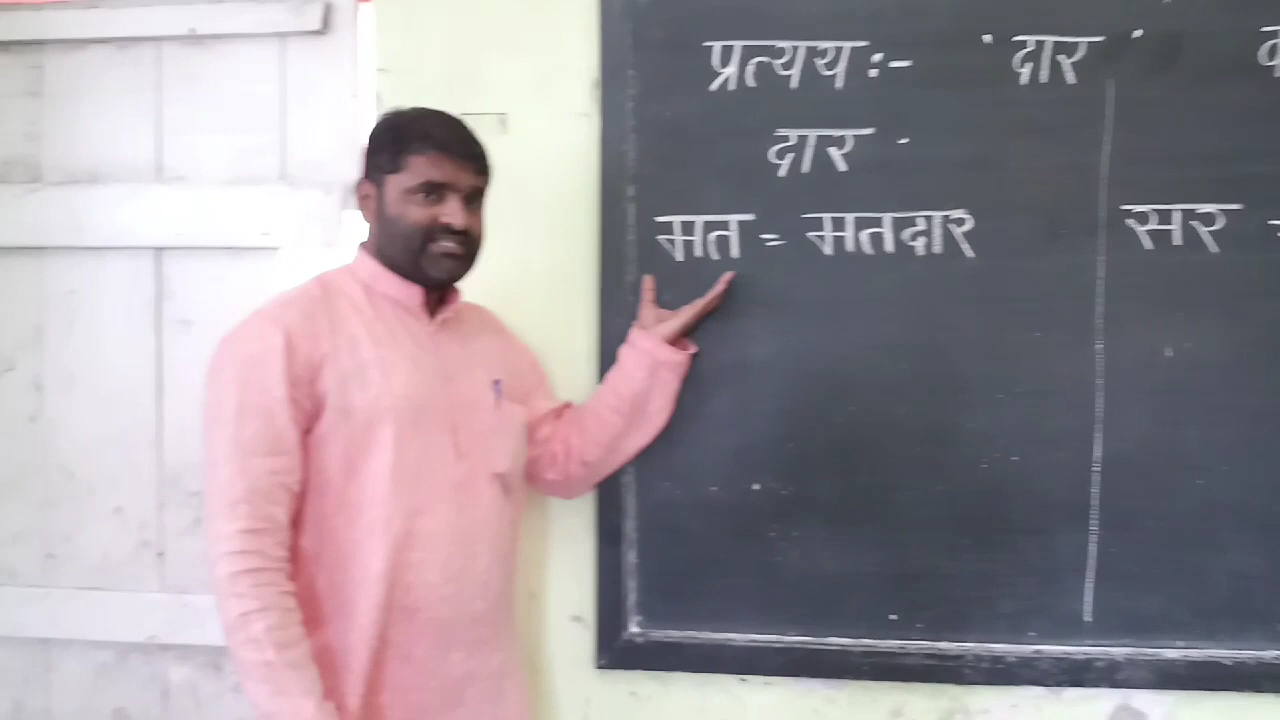 प्रत्यय :- 'दार'
दार
मत = मतदार सर =